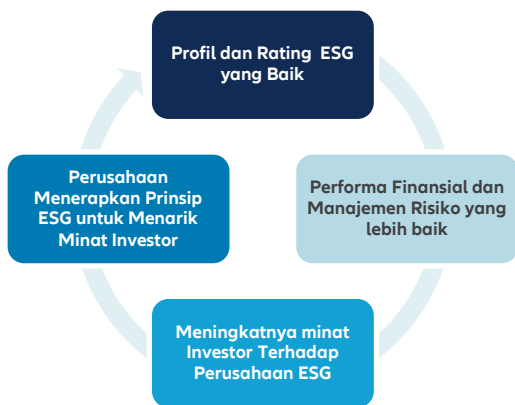 Profil dan Rating ESG
yang Baik
Performa Finansial dan
Manajemen Risiko yang
lebih baik
Meningkatnya minat
Investor Terhadap
Perusahaan ESG
Perusahaan
Menerapkan Prinsip
ESG untuk Menarik
Minat Investor